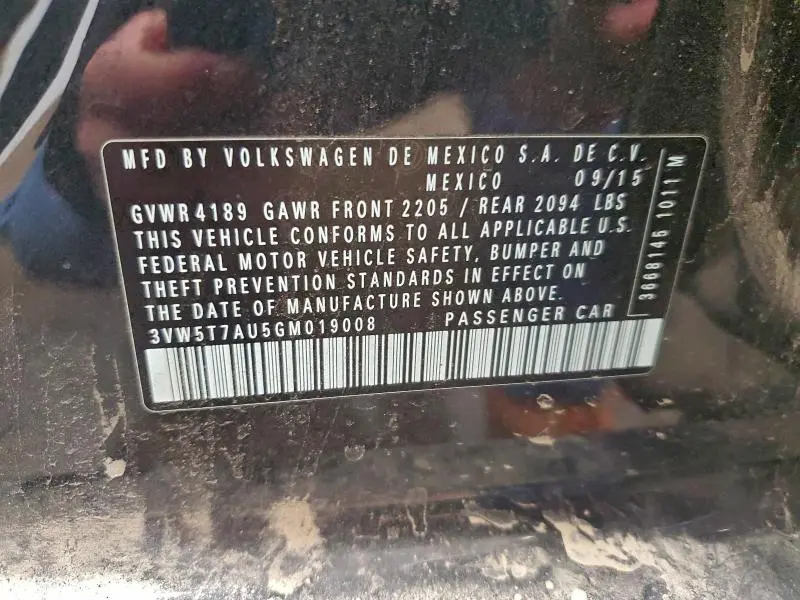 MFD BY VOLKSWAGEN DE MEXICO S.A. DE C.V.
MEXICO 09/15
GVWR 4189 GAWR FRONT 2205 / REAR 2094 LBS
THIS VEHICLE CONFORMS TO ALL APPLICABLE U.S.
FEDERAL MOTOR VEHICLE SAFETY, BUMPER AND
THEFT PREVENTION STANDARDS IN EFFECT ON
THE DATE OF MANUFACTURE SHOWN ABOVE.
3VW5T7AU5GM019008 PASSENGER CAR
3868146 1011 M